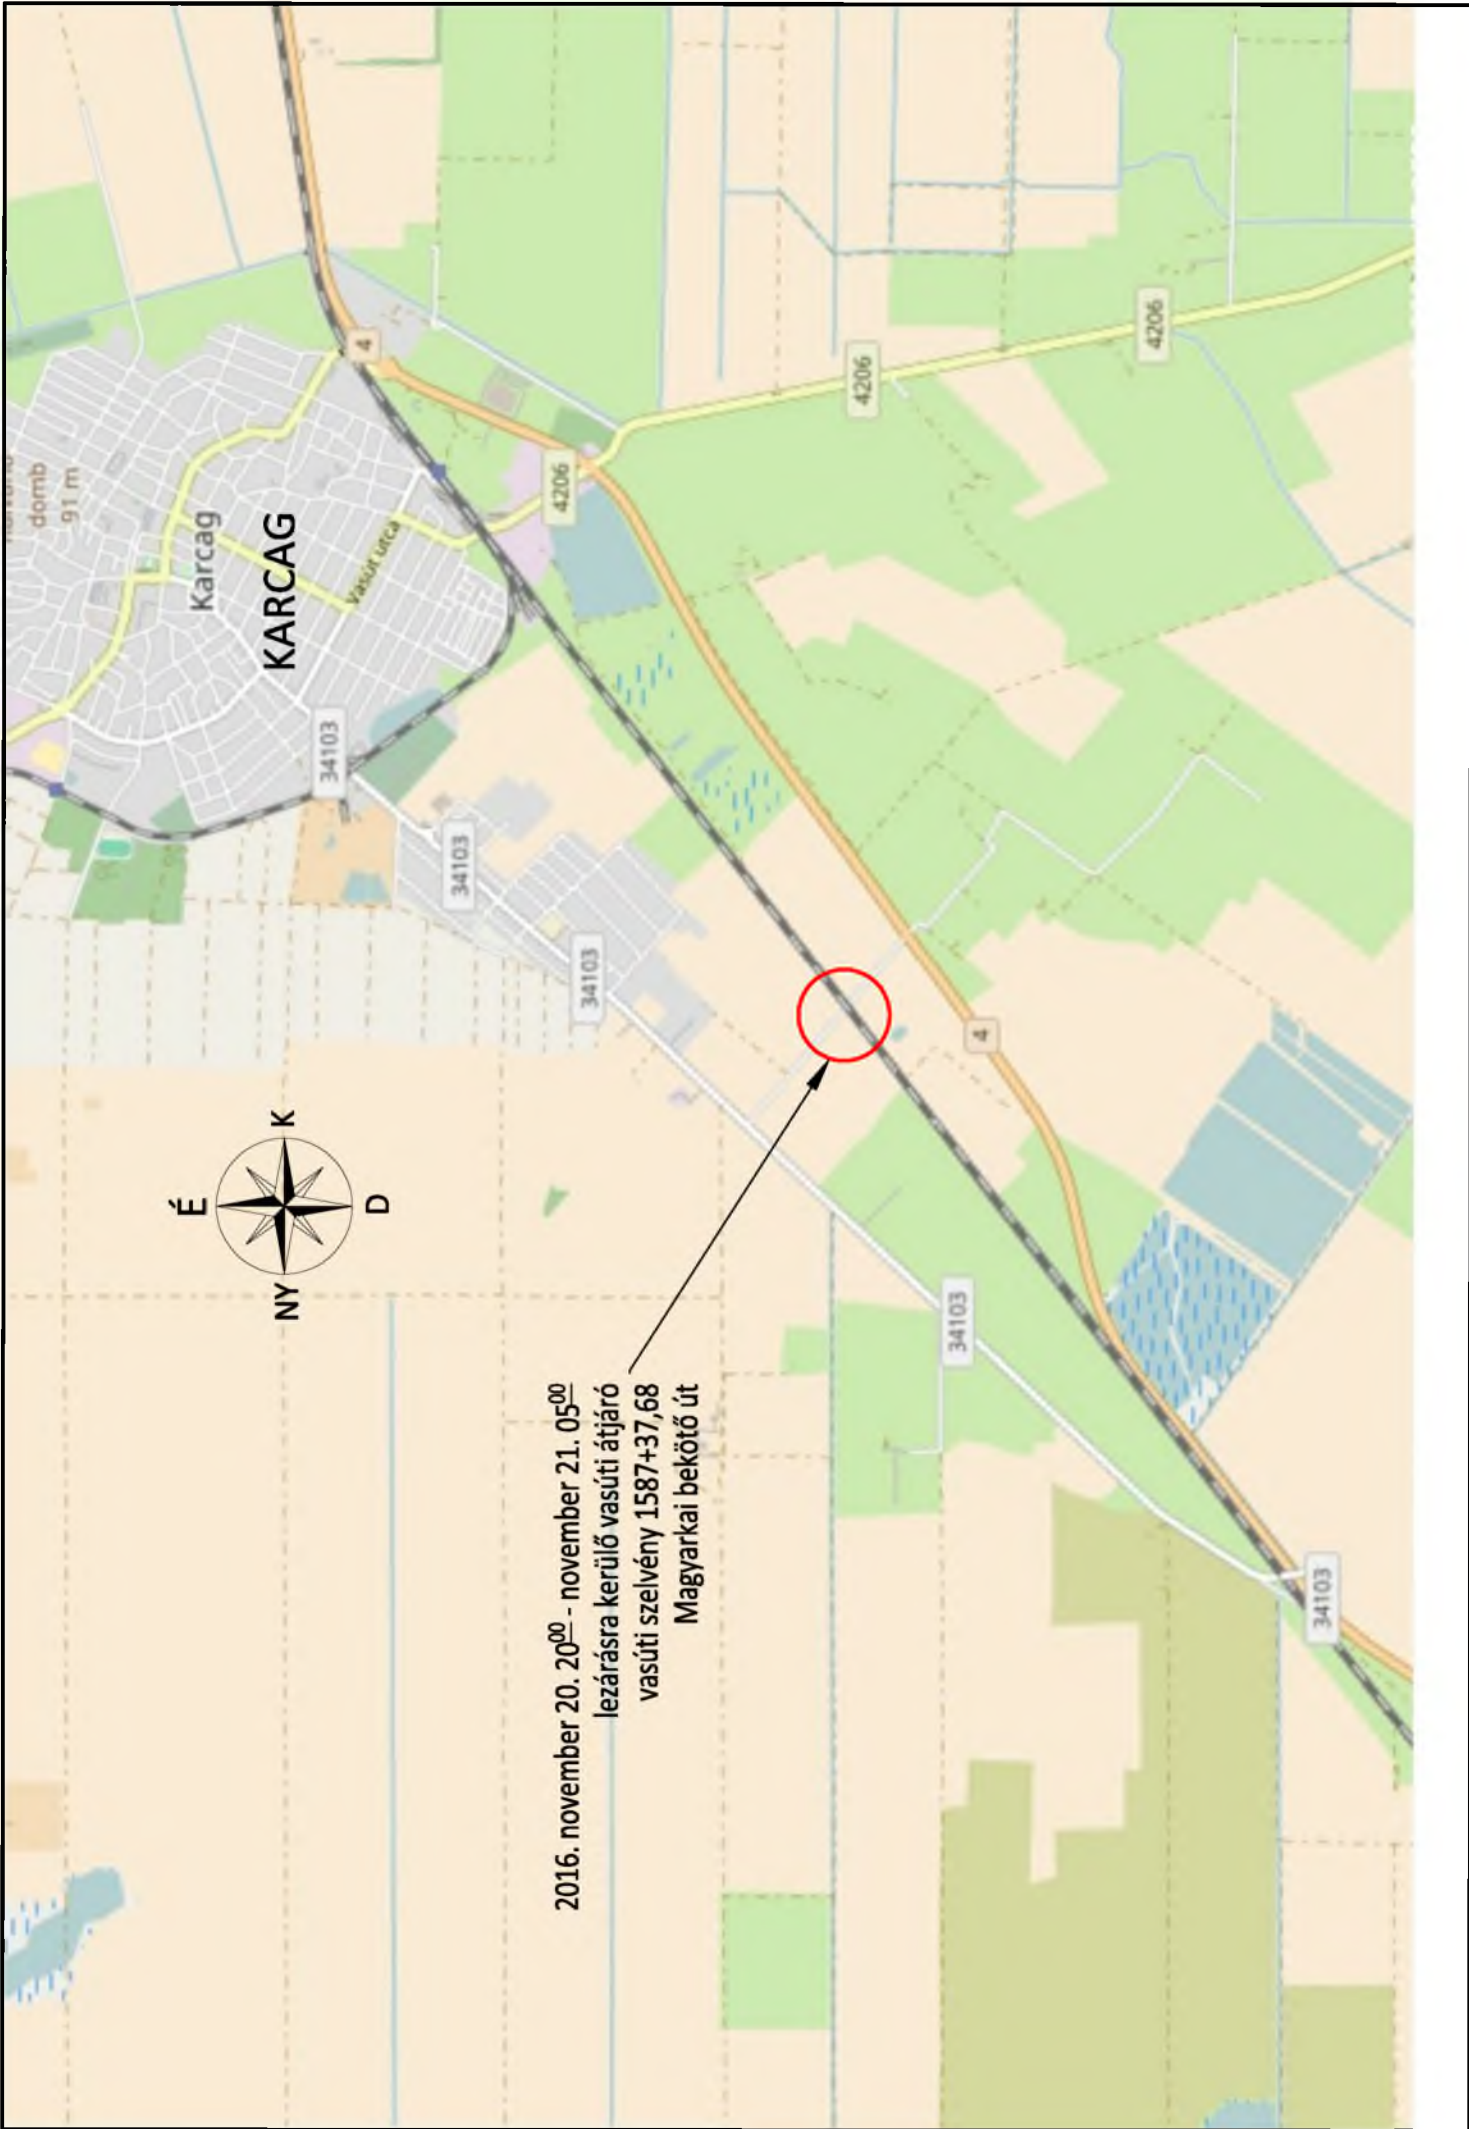 domb
91 m
Karcag
KARCAG
Vasút utca
4
4206
4206
4206
34103
34103
34103
4
34103
34103
É
NY
K
D
2016. november 20. 2000 - november 21. 0500
lezárásra kerülő vasúti átjáró
vasúti szelvény 1587+37,68
Magyarkai bekötő út